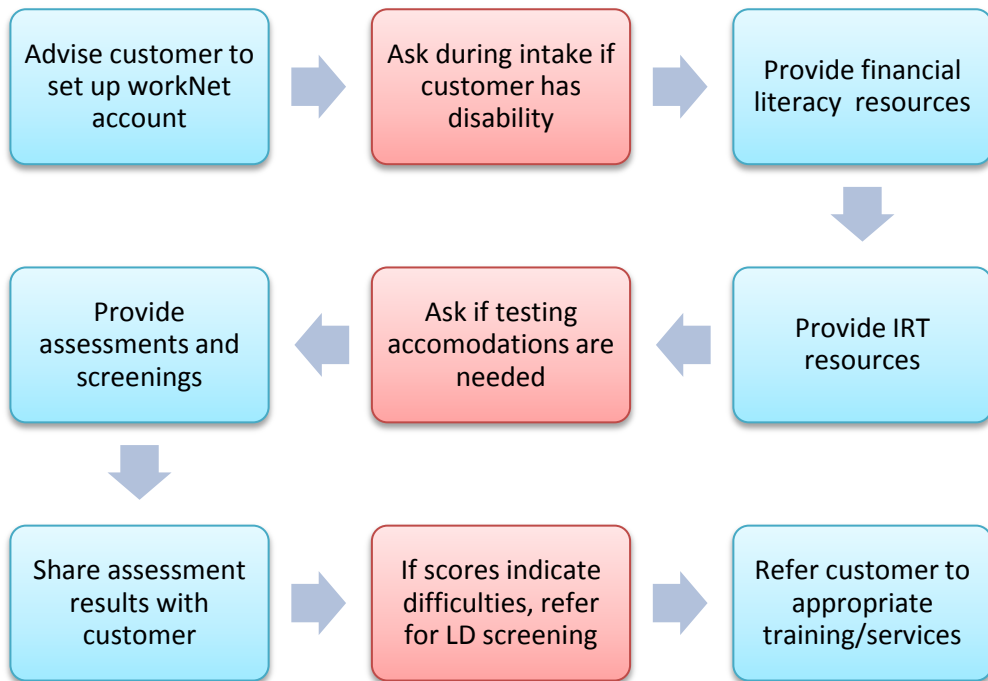 Advise customer to
set up workNet
account
Ask during intake if
customer has
disability
Provide financial
literacy resources
Provide IRT
resources
Ask if testing
accomodations are
needed
Provide
assessments and
screenings
Share assessment
results with
customer
If scores indicate
difficulties, refer
for LD screening
Refer customer to
appropriate
training/services